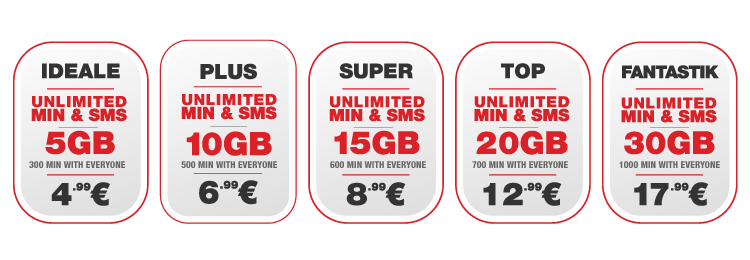 IDEALE
UNLIMITED
MIN & SMS
5GB
300 MIN WITH EVERYONE
4.99€
PLUS
UNLIMITED
MIN & SMS
10GB
500 MIN WITH EVERYONE
6.99€
SUPER
UNLIMITED
MIN & SMS
15GB
600 MIN WITH EVERYONE
8.99€
TOP
UNLIMITED
MIN & SMS
20GB
700 MIN WITH EVERYONE
12.99€
FANTASTIK
UNLIMITED
MIN & SMS
30GB
1000 MIN WITH EVERYONE
17.99€